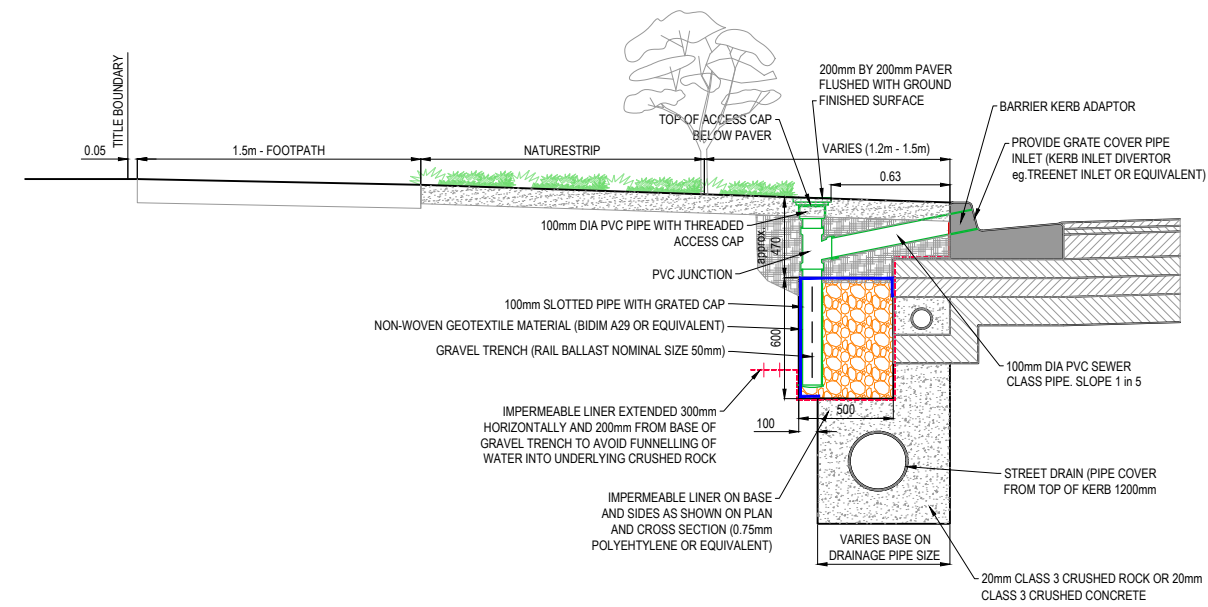 TITLE BOUNDARY
0.05
1.5m - FOOTPATH
NATURESTRIP
VARIES (1.2m - 1.5m)
0.63
200mm BY 200mm PAVER
FLUSHED WITH GROUND
FINISHED SURFACE
TOP OF ACCESS CAP
BELOW PAVER
BARRIER KERB ADAPTOR
PROVIDE GRATE COVER PIPE
INLET (KERB INLET DIVERTOR
eg.TREENET INLET OR EQUIVALENT)
100mm DIA PVC PIPE WITH THREADED
ACCESS CAP
approx.
470
PVC JUNCTION
100mm SLOTTED PIPE WITH GRATED CAP
NON-WOVEN GEOTEXTILE MATERIAL (BIDIM A29 OR EQUIVALENT)
GRAVEL TRENCH (RAIL BALLAST NOMINAL SIZE 50mm)
600
100mm DIA PVC SEWER
CLASS PIPE. SLOPE 1 in 5
IMPERMEABLE LINER EXTENDED 300mm
HORIZONTALLY AND 200mm FROM BASE OF
GRAVEL TRENCH TO AVOID FUNNELLING OF
WATER INTO UNDERLYING CRUSHED ROCK
100
500
STREET DRAIN (PIPE COVER
FROM TOP OF KERB 1200mm
IMPERMEABLE LINER ON BASE
AND SIDES AS SHOWN ON PLAN
AND CROSS SECTION (0.75mm
POLYEHTYLENE OR EQUIVALENT)
VARIES BASE ON
DRAINAGE PIPE SIZE
20mm CLASS 3 CRUSHED ROCK OR 20mm
CLASS 3 CRUSHED CONCRETE